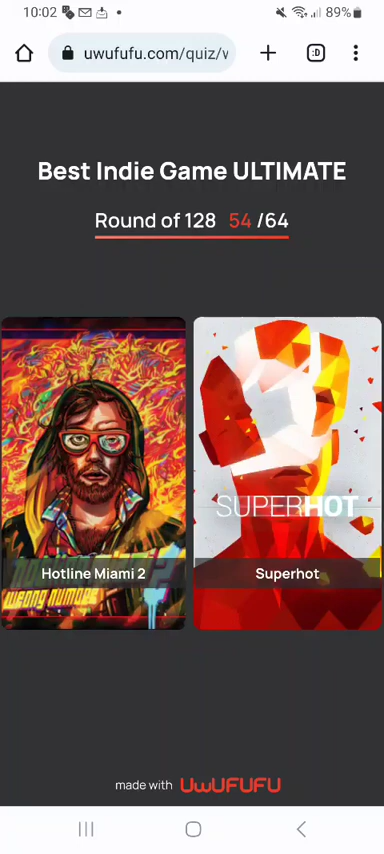 10:02
89%
uwufufu.com/quiz/w
:D
Best Indie Game ULTIMATE
Round of 128 54 /64
SUPERHOT
Hotline Miami 2
Superhot
WRONG NUMBER
made with UwUFUFU